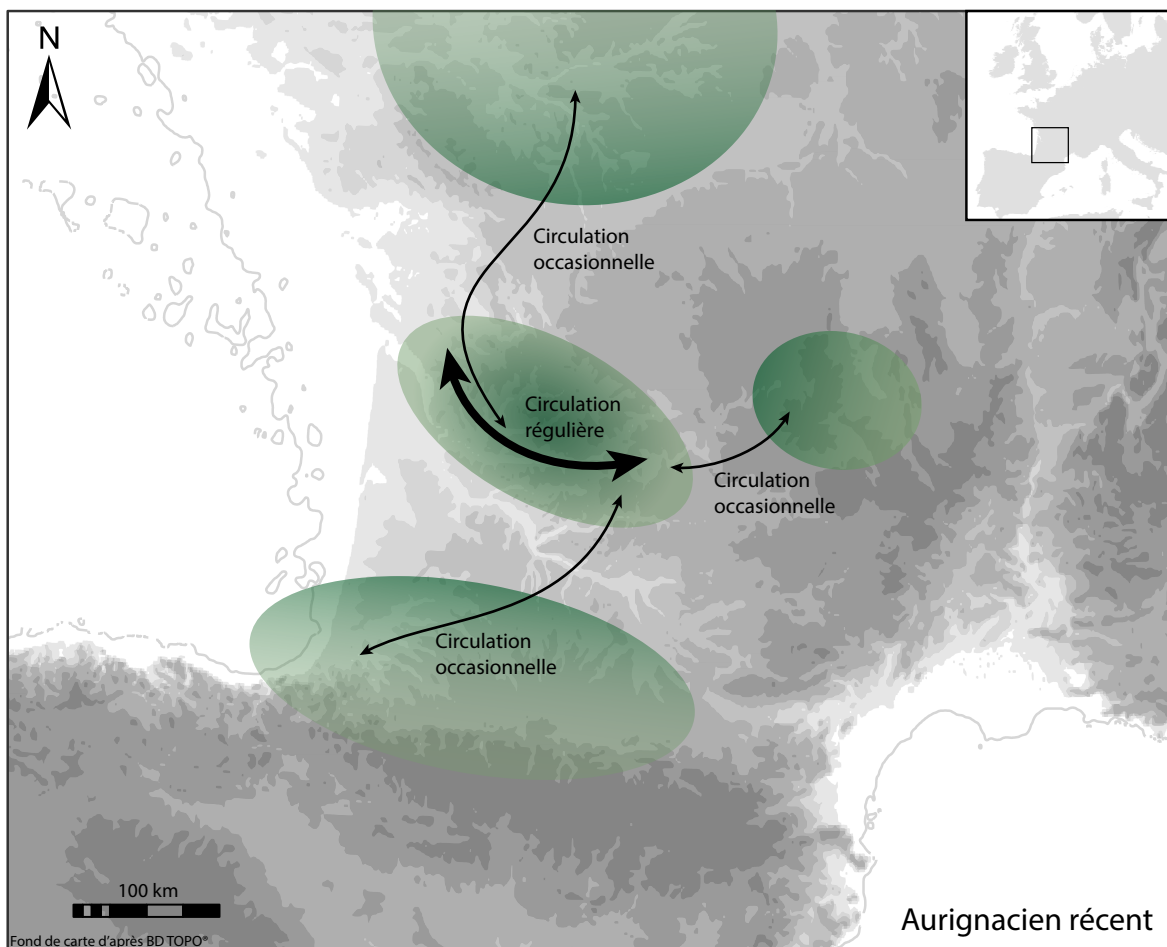 N
Circulation
occasionnelle
Circulation
régulière
Circulation
occasionnelle
Circulation
occasionnelle
100 km
Aurignacien récent
Fond de carte d'après BD TOPO®